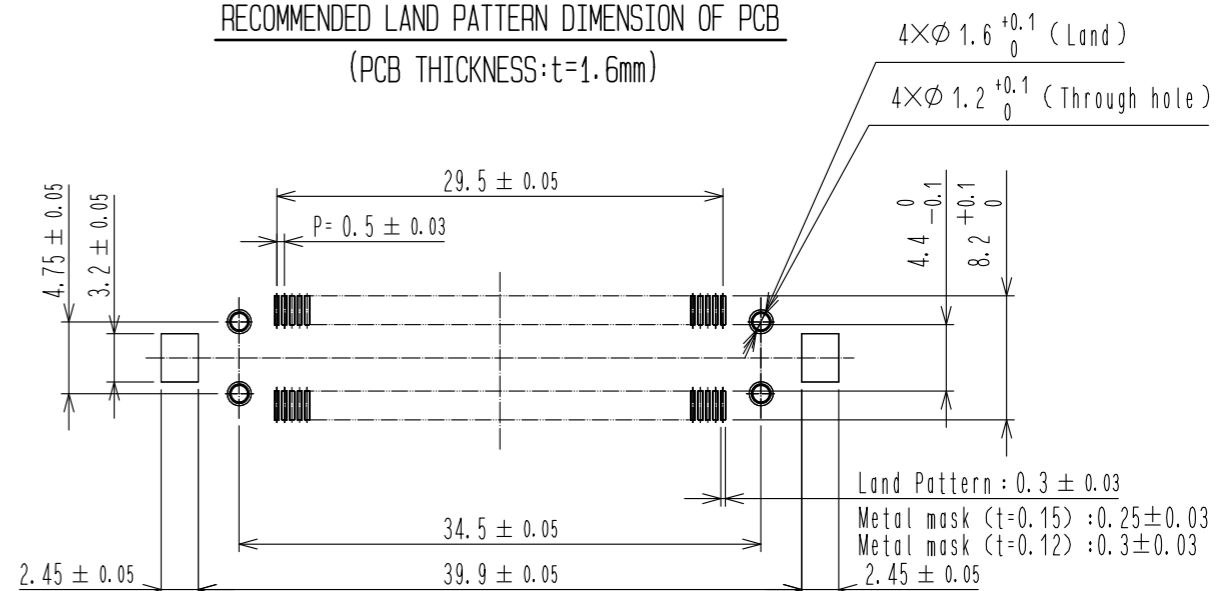 RECOMMENDED LAND PATTERN DIMENSION OF PCB
(PCB THICKNESS:t=1.6mm)
4×∅ 1.6 +0.1 0 (Land)
4×∅ 1.2 +0.1 0 (Through hole)
29.5 ± 0.05
P= 0.5 ± 0.03
4.75 ± 0.05
3.2 ± 0.05
4.4 0 -0.1
8.2 +0.1 0
Land Pattern : 0.3 ± 0.03
Metal mask (t=0.15) :0.25±0.03
Metal mask (t=0.12) :0.3±0.03
34.5 ± 0.05
2.45 ± 0.05
39.9 ± 0.05
2.45 ± 0.05